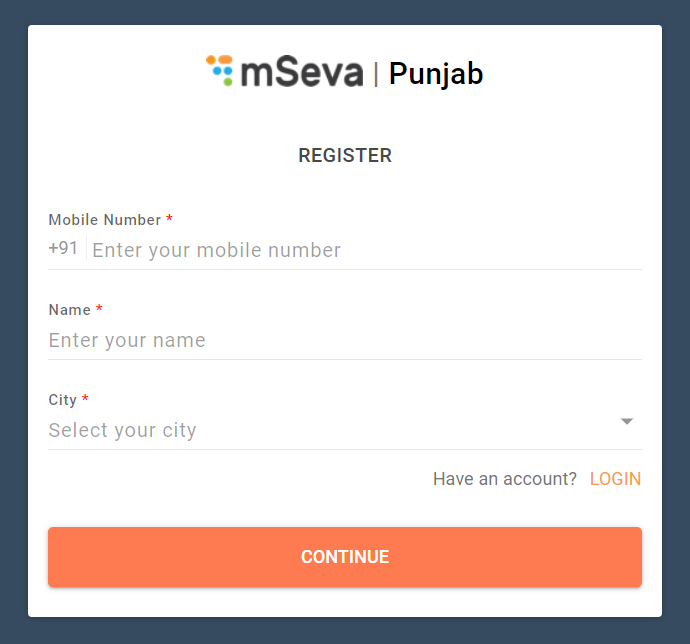 mSeva | Punjab
REGISTER
Mobile Number *
+91 Enter your mobile number
Name *
Enter your name
City *
Select your city
Have an account? LOGIN
CONTINUE